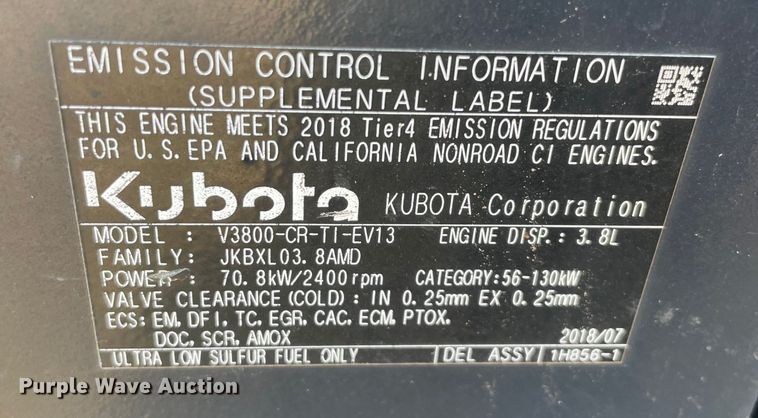 EMISSION CONTROL INFORMATION
(SUPPLEMENTAL LABEL)
THIS ENGINE MEETS 2018 Tier4 EMISSION REGULATIONS
FOR U.S. EPA AND CALIFORNIA NONROAD CI ENGINES.
Kubota KUBOTA Corporation
MODEL : V3800-CR-TI-EV13 ENGINE DISP.: 3.8L
FAMILY: JKBXL03.8AMD
POWER : 70.8kW/2400rpm CATEGORY:56-130kW
VALVE CLEARANCE (COLD) : IN 0.25mm EX 0.25mm
ECS: EM, DFI, TC, EGR, CAC, ECM, PTOX,
DOC, SCR, AMOX 2018/07
ULTRA LOW SULFUR FUEL ONLY DEL ASSY 1H856-1
Purple Wave Auction